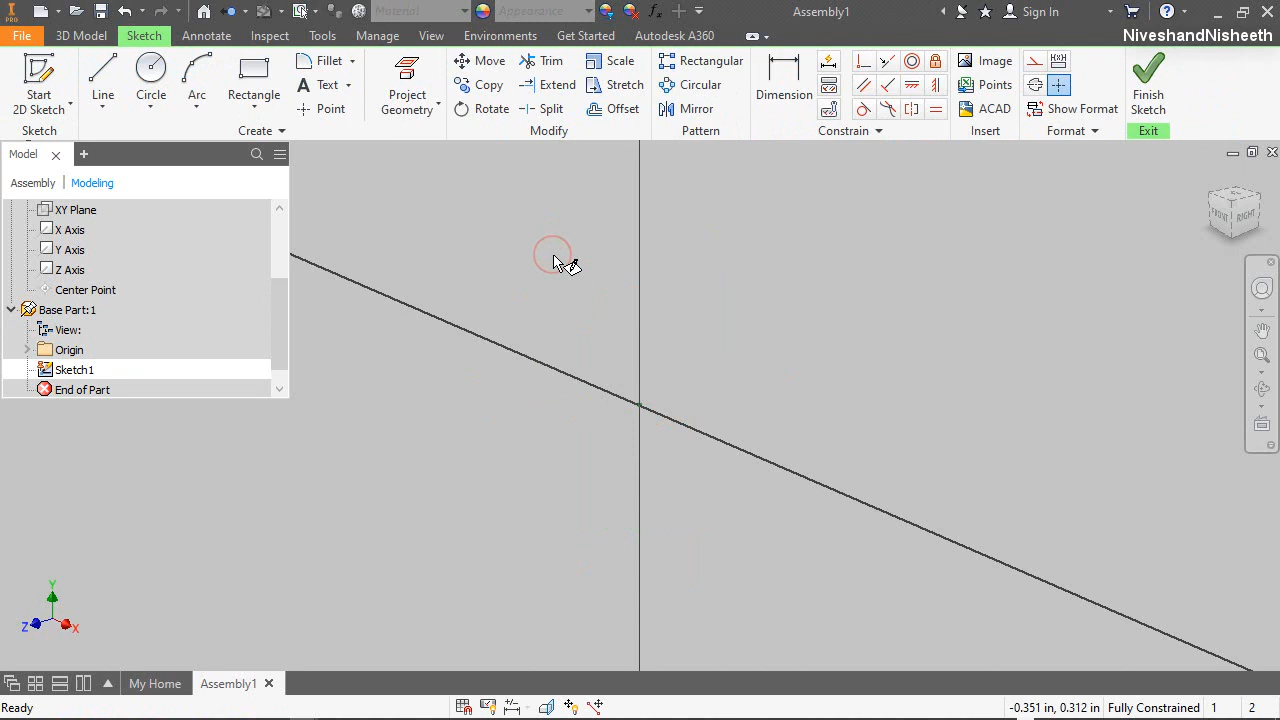 Material Appearance fx Assembly1 Sign In
PRO File 3D Model Sketch Annotate Inspect Tools Manage View Environments Get Started Autodesk A360 NiveshandNisheeth
Start 2D Sketch Line Circle Arc Rectangle Fillet Text Point Project Geometry Move Copy Rotate Trim Extend Split Scale Stretch Offset Rectangular Circular Mirror Dimension Image Points ACAD Show Format Finish Sketch
Sketch Create Modify Pattern Constrain Insert Format Exit
Model
Assembly Modeling
XY Plane
X Axis
Y Axis
Z Axis
Center Point
Base Part:1
View:
Origin
Sketch1
End of Part
FRONT RIGHT
Y
Z X
My Home Assembly1
Ready -0.351 in, 0.312 in Fully Constrained 1 2